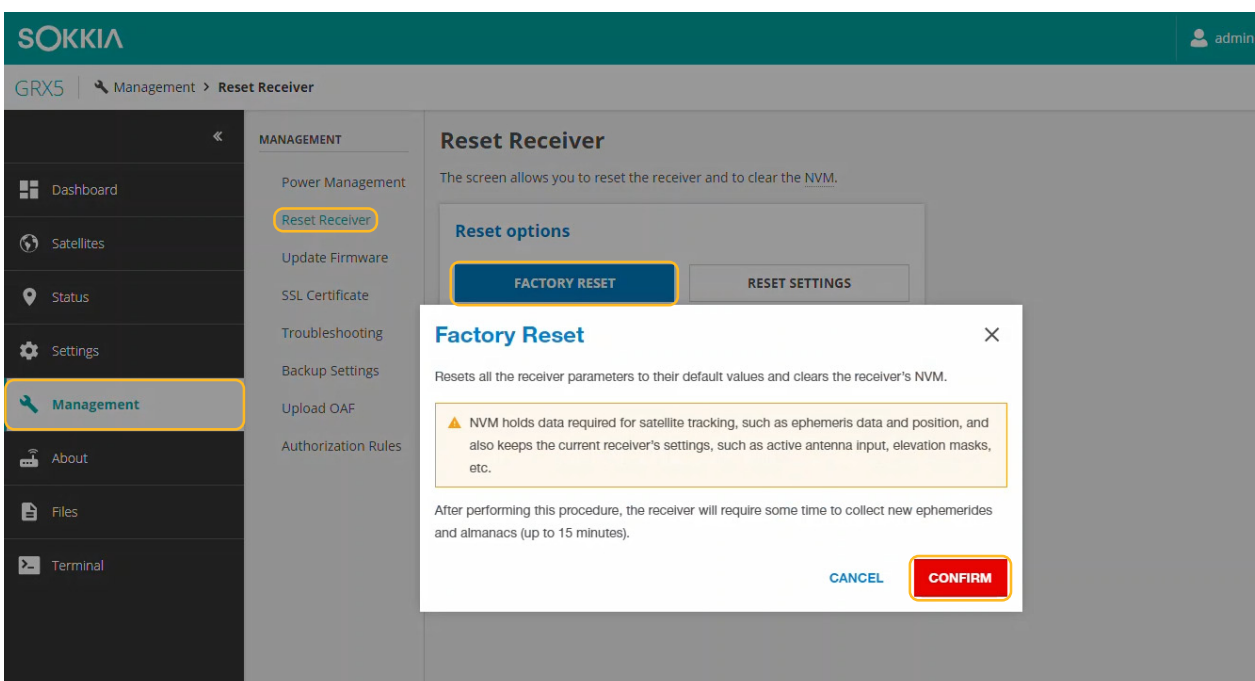 SOKKIA
admin
GRX5
Management > Reset Receiver
Dashboard
Satellites
Status
Settings
Management
About
Files
Terminal
MANAGEMENT
Power Management
Reset Receiver
Update Firmware
SSL Certificate
Troubleshooting
Backup Settings
Upload OAF
Authorization Rules
Reset Receiver
The screen allows you to reset the receiver and to clear the NVM.
Reset options
FACTORY RESET
RESET SETTINGS
Factory Reset
Resets all the receiver parameters to their default values and clears the receiver's NVM.
NVM holds data required for satellite tracking, such as ephemeris data and position, and
also keeps the current receiver's settings, such as active antenna input, elevation masks,
etc.
After performing this procedure, the receiver will require some time to collect new ephemerides
and almanacs (up to 15 minutes).
CANCEL
CONFIRM